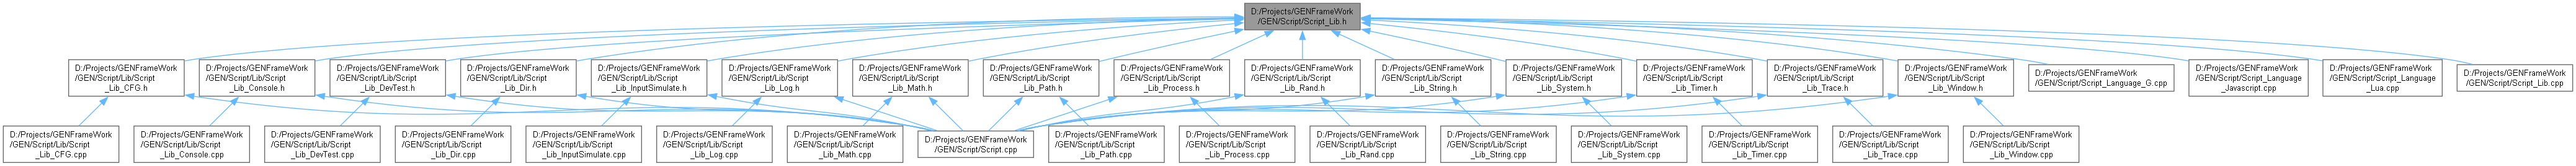 D:/Projects/GENFrameWork
/GEN/Script/Script_Lib.h
D:/Projects/GENFrameWork
/GEN/Script/Lib/Script
_Lib_CFG.h
D:/Projects/GENFrameWork
/GEN/Script/Lib/Script
_Lib_Console.h
D:/Projects/GENFrameWork
/GEN/Script/Lib/Script
_Lib_DevTest.h
D:/Projects/GENFrameWork
/GEN/Script/Lib/Script
_Lib_Dir.h
D:/Projects/GENFrameWork
/GEN/Script/Lib/Script
_Lib_InputSimulate.h
D:/Projects/GENFrameWork
/GEN/Script/Lib/Script
_Lib_Log.h
D:/Projects/GENFrameWork
/GEN/Script/Lib/Script
_Lib_Math.h
D:/Projects/GENFrameWork
/GEN/Script/Lib/Script
_Lib_Path.h
D:/Projects/GENFrameWork
/GEN/Script/Lib/Script
_Lib_Process.h
D:/Projects/GENFrameWork
/GEN/Script/Lib/Script
_Lib_Rand.h
D:/Projects/GENFrameWork
/GEN/Script/Lib/Script
_Lib_String.h
D:/Projects/GENFrameWork
/GEN/Script/Lib/Script
_Lib_System.h
D:/Projects/GENFrameWork
/GEN/Script/Lib/Script
_Lib_Timer.h
D:/Projects/GENFrameWork
/GEN/Script/Lib/Script
_Lib_Trace.h
D:/Projects/GENFrameWork
/GEN/Script/Lib/Script
_Lib_Window.h
D:/Projects/GENFrameWork
/GEN/Script/Script_Language_G.cpp
D:/Projects/GENFrameWork
/GEN/Script/Script_Language
_Javascript.cpp
D:/Projects/GENFrameWork
/GEN/Script/Script_Language
_Lua.cpp
D:/Projects/GENFrameWork
/GEN/Script/Script_Lib.cpp
D:/Projects/GENFrameWork
/GEN/Script/Lib/Script
_Lib_CFG.cpp
D:/Projects/GENFrameWork
/GEN/Script/Lib/Script
_Lib_Console.cpp
D:/Projects/GENFrameWork
/GEN/Script/Lib/Script
_Lib_DevTest.cpp
D:/Projects/GENFrameWork
/GEN/Script/Lib/Script
_Lib_Dir.cpp
D:/Projects/GENFrameWork
/GEN/Script/Lib/Script
_Lib_InputSimulate.cpp
D:/Projects/GENFrameWork
/GEN/Script/Lib/Script
_Lib_Log.cpp
D:/Projects/GENFrameWork
/GEN/Script/Lib/Script
_Lib_Math.cpp
D:/Projects/GENFrameWork
/GEN/Script/Script.cpp
D:/Projects/GENFrameWork
/GEN/Script/Lib/Script
_Lib_Path.cpp
D:/Projects/GENFrameWork
/GEN/Script/Lib/Script
_Lib_Process.cpp
D:/Projects/GENFrameWork
/GEN/Script/Lib/Script
_Lib_Rand.cpp
D:/Projects/GENFrameWork
/GEN/Script/Lib/Script
_Lib_String.cpp
D:/Projects/GENFrameWork
/GEN/Script/Lib/Script
_Lib_System.cpp
D:/Projects/GENFrameWork
/GEN/Script/Lib/Script
_Lib_Timer.cpp
D:/Projects/GENFrameWork
/GEN/Script/Lib/Script
_Lib_Trace.cpp
D:/Projects/GENFrameWork
/GEN/Script/Lib/Script
_Lib_Window.cpp